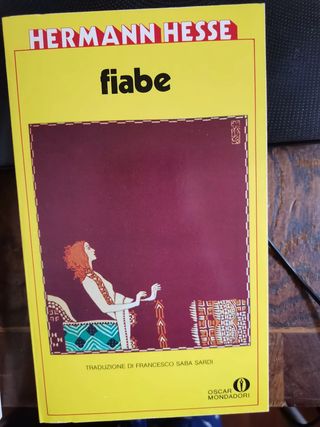 HERMANN HESSE
fiabe
TRADUZIONE DI FRANCESCO SABA SARDI
OSCAR
MONDADORI